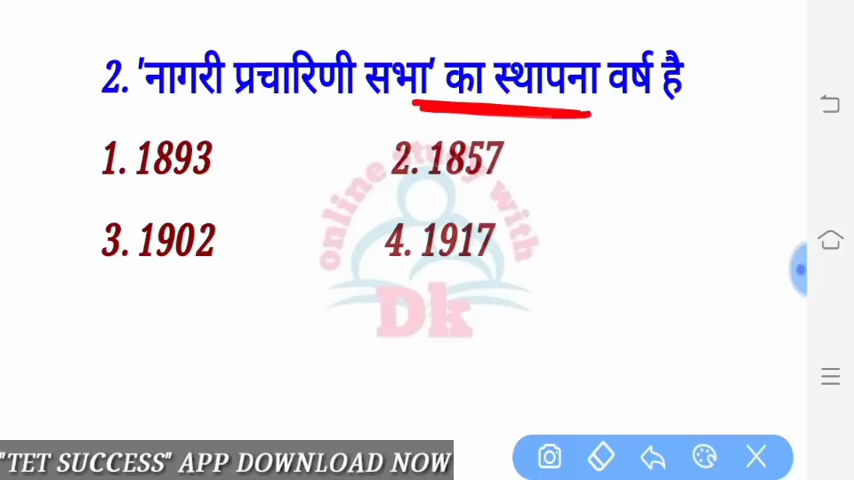 2. 'नागरी प्रचारिणी सभा' का स्थापना वर्ष है
1. 1893 2. 1857
3. 1902 4. 1917
online study with
Dk
"TET SUCCESS" APP DOWNLOAD NOW